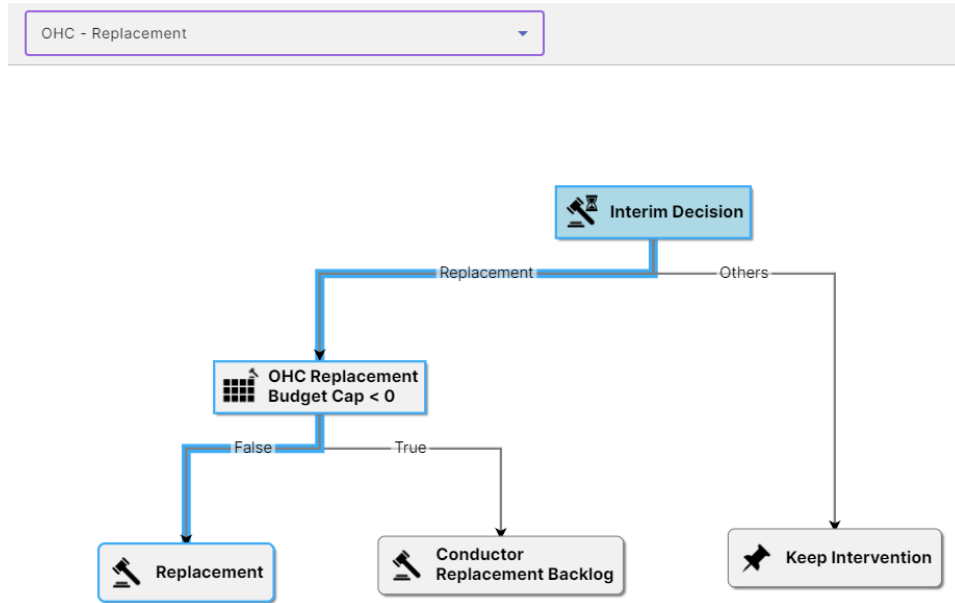 OHC - Replacement
Interim Decision
Replacement
Others
OHC Replacement
Budget Cap < 0
False
True
Replacement
Conductor
Replacement Backlog
Keep Intervention